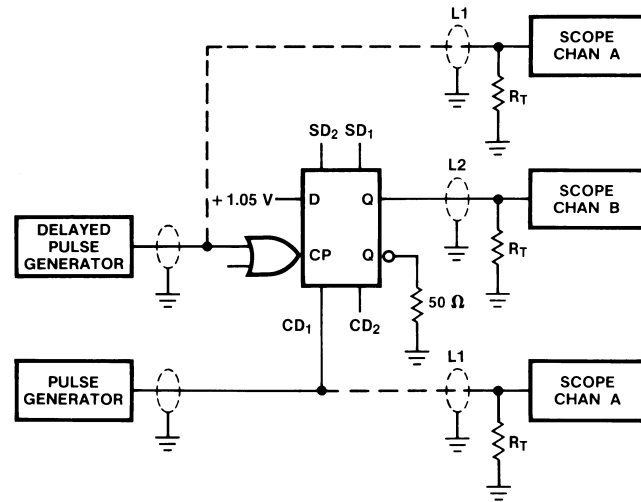 L1
SCOPE
CHAN A
RT
SD2 SD1
L2
+ 1.05 V
D
Q
SCOPE
CHAN B
DELAYED
PULSE
GENERATOR
CP
Q
RT
50 Ω
CD1
CD2
L1
PULSE
GENERATOR
SCOPE
CHAN A
RT